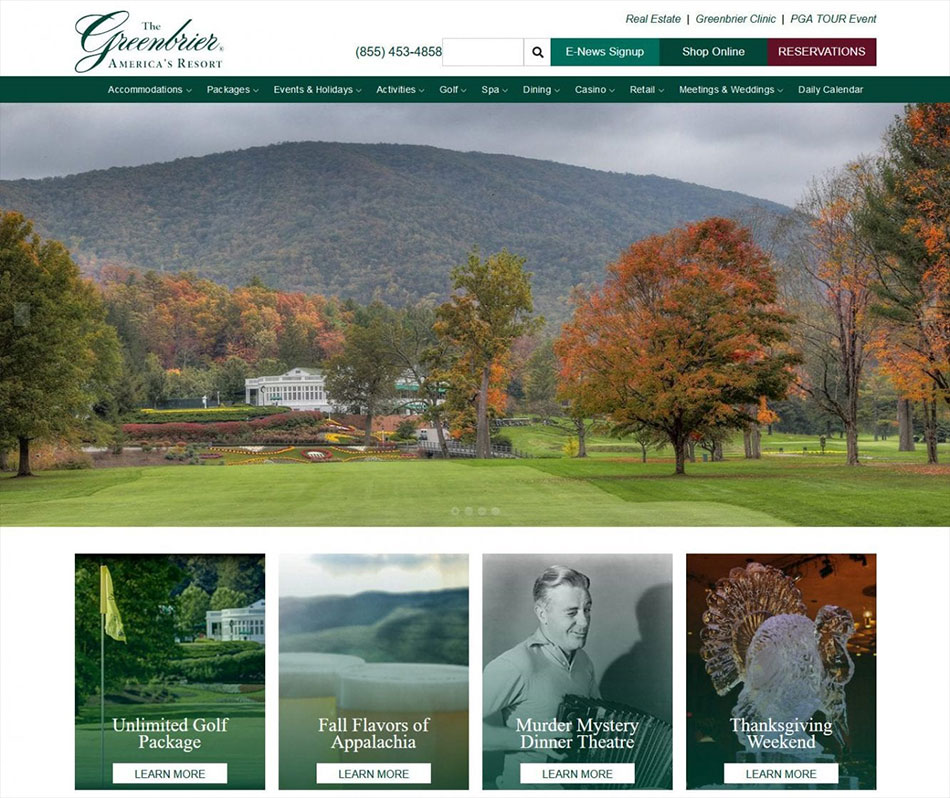 The
Greenbrier®
AMERICA'S RESORT
Real Estate | Greenbrier Clinic | PGA TOUR Event
(855) 453-4858
E-News Signup
Shop Online
RESERVATIONS
Accommodations Packages Events & Holidays Activities Golf Spa Dining Casino Retail Meetings & Weddings Daily Calendar
Unlimited Golf
Package
LEARN MORE
Fall Flavors of
Appalachia
LEARN MORE
Murder Mystery
Dinner Theatre
LEARN MORE
Thanksgiving
Weekend
LEARN MORE